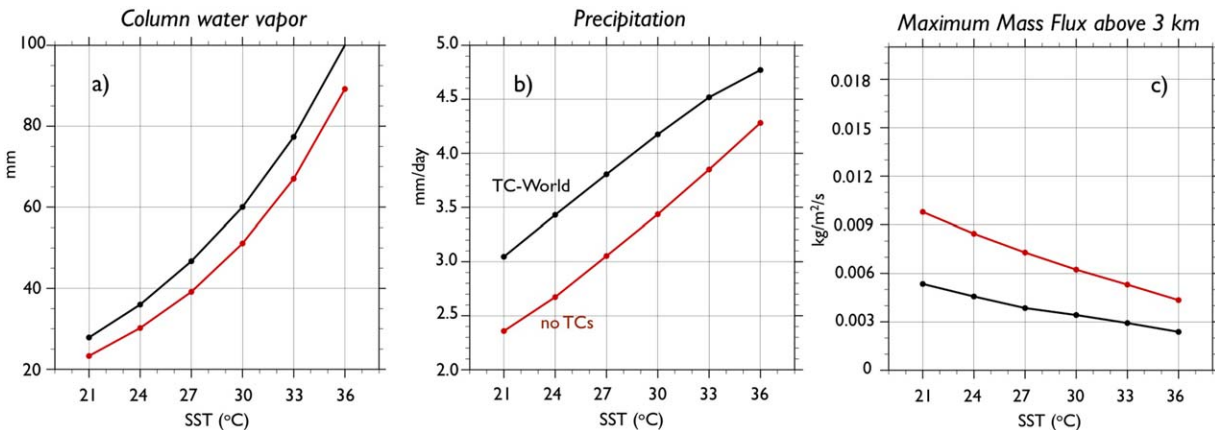 Column water vapor
100
80
60
40
20
mm
a)
21 24 27 30 33 36
SST (°C)
Precipitation
5.0
4.5
4.0
3.5
3.0
2.5
2.0
mm/day
b)
TC-World
no TCs
21 24 27 30 33 36
SST (°C)
Maximum Mass Flux above 3 km
0.018
0.015
0.012
0.009
0.006
0.003
0
kg/m²/s
c)
21 24 27 30 33 36
SST (°C)